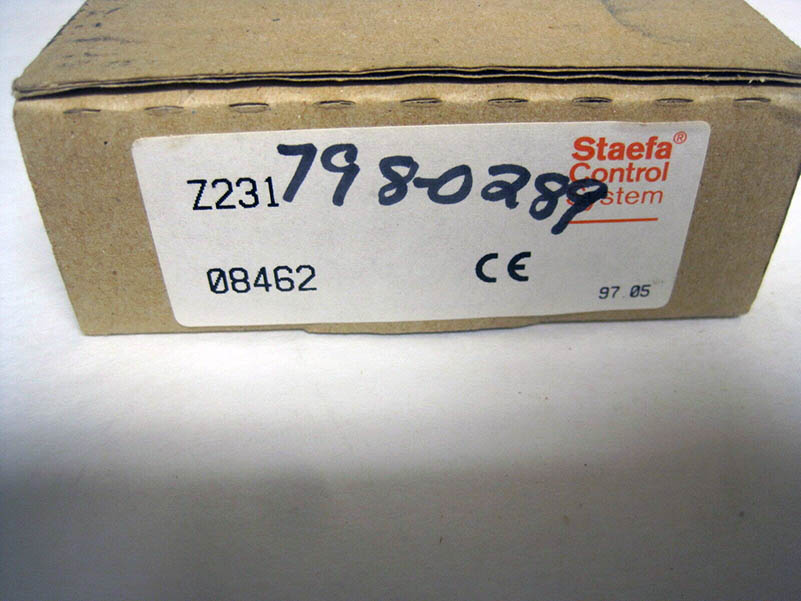 Z231 798-0289
Staefa®
Control
System
08462
CE
97.05